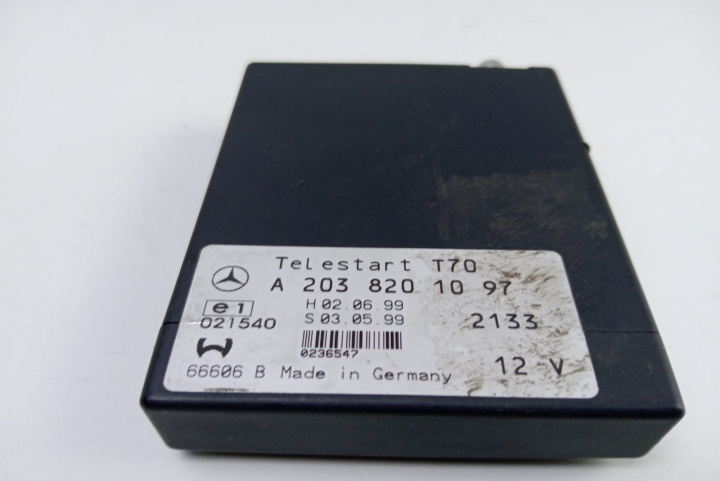 Telestart T70
A 203 820 10 97
e1 H 02.06.99
021540 S 03.05.99 2133
0236547
66606 B Made in Germany 12 V